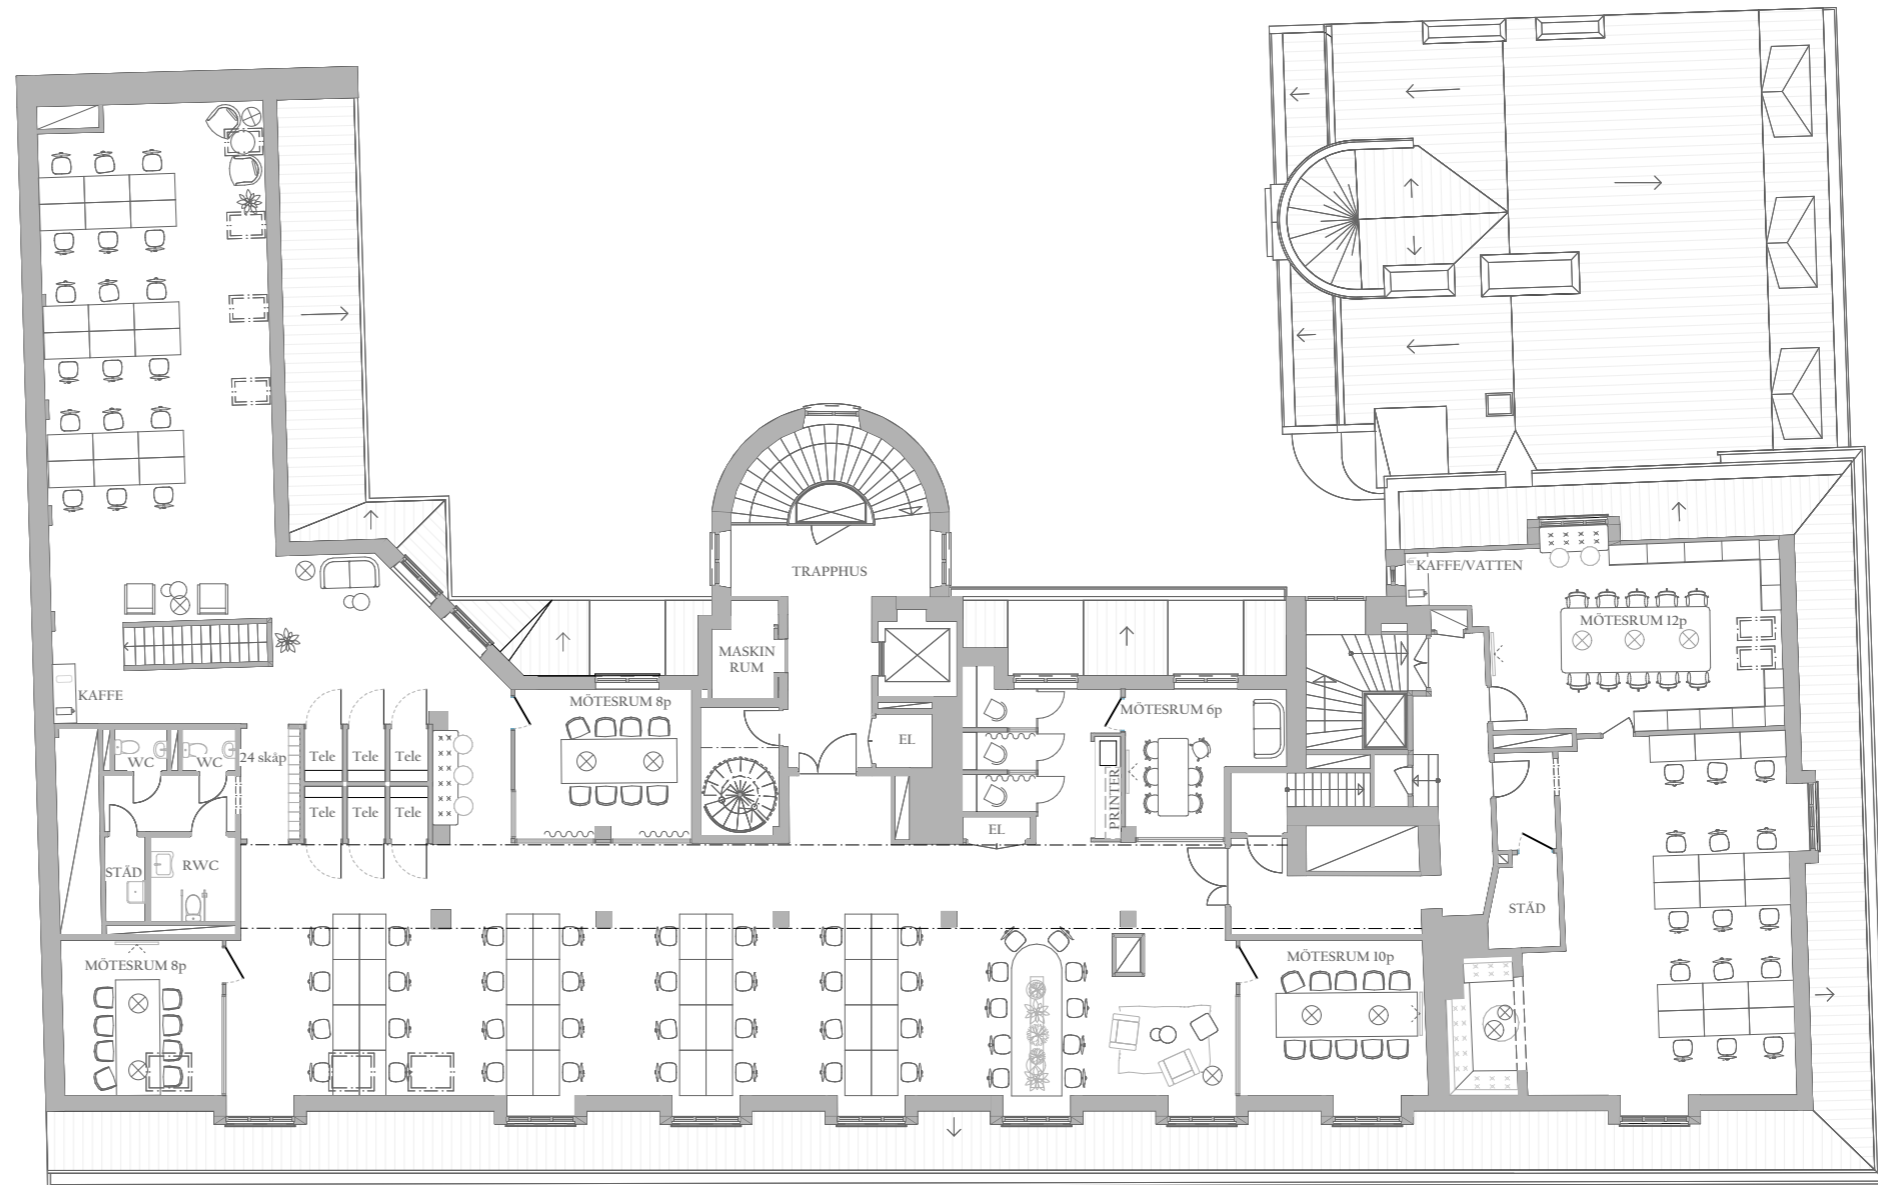 TRAPPHUS
KAFFE/VATTEN
MÖTESRUM 12p
MASKIN
RUM
KAFFE
MÖTESRUM 8p
MÖTESRUM 6p
EL
24 skåp
WC
WC
Tele
Tele
Tele
PRINTER
Tele
Tele
Tele
EL
STÄD
RWC
STÄD
MÖTESRUM 8p
MÖTESRUM 10p